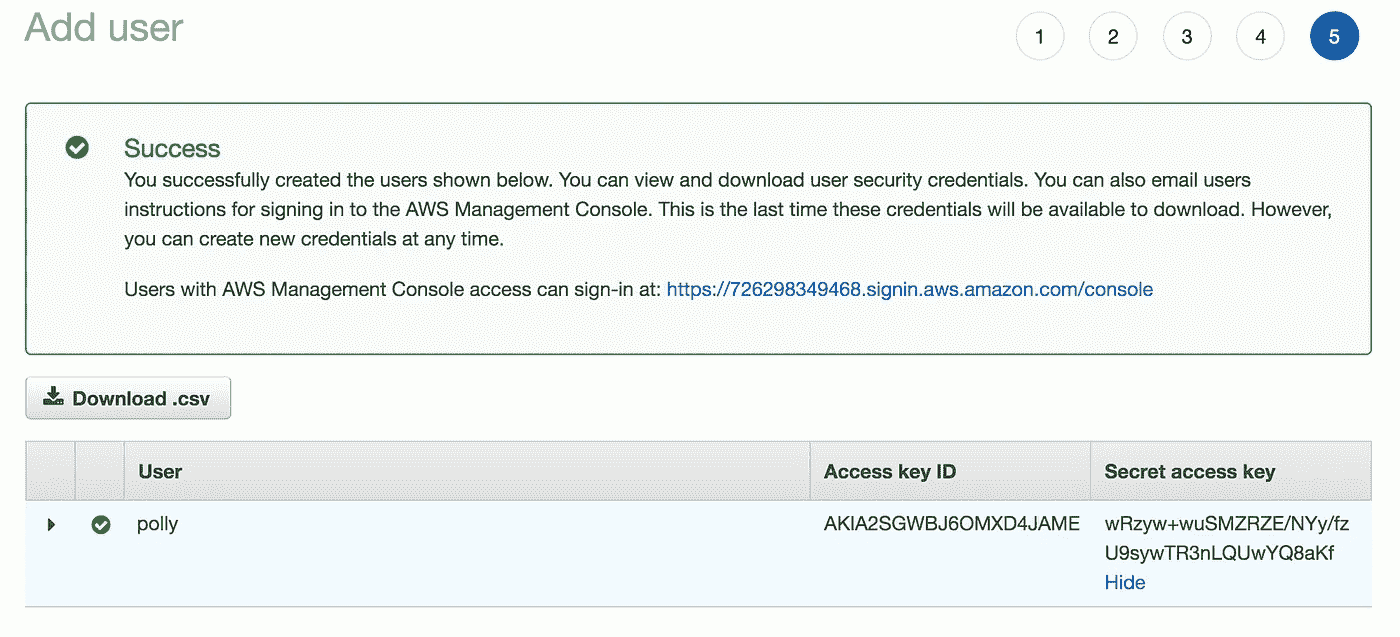 Add user
1 2 3 4 5
Success
You successfully created the users shown below. You can view and download user security credentials. You can also email users
instructions for signing in to the AWS Management Console. This is the last time these credentials will be available to download. However,
you can create new credentials at any time.
Users with AWS Management Console access can sign-in at: https://726298349468.signin.aws.amazon.com/console
Download .csv
User Access key ID Secret access key
polly AKIA2SGWBJ6OMXD4JAME wRzyw+wuSMZRZE/NYy/fz
U9sywTR3nLQUwYQ8aKf
Hide